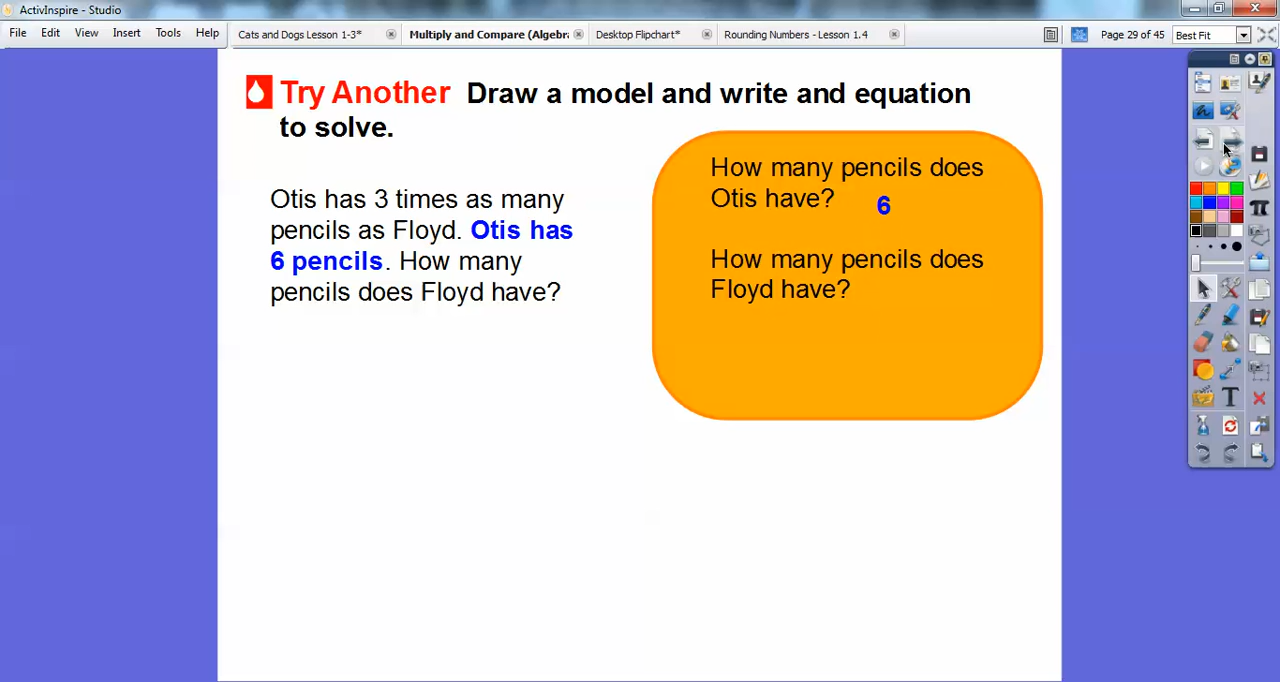 ActivInspire - Studio
File Edit View Insert Tools Help
Cats and Dogs Lesson 1-3* Multiply and Compare (Algebra Desktop Flipchart* Rounding Numbers - Lesson 1.4 Page 29 of 45 Best Fit
Try Another Draw a model and write and equation
to solve.
Otis has 3 times as many
pencils as Floyd. Otis has
6 pencils. How many
pencils does Floyd have?
How many pencils does
Otis have? 6
How many pencils does
Floyd have?